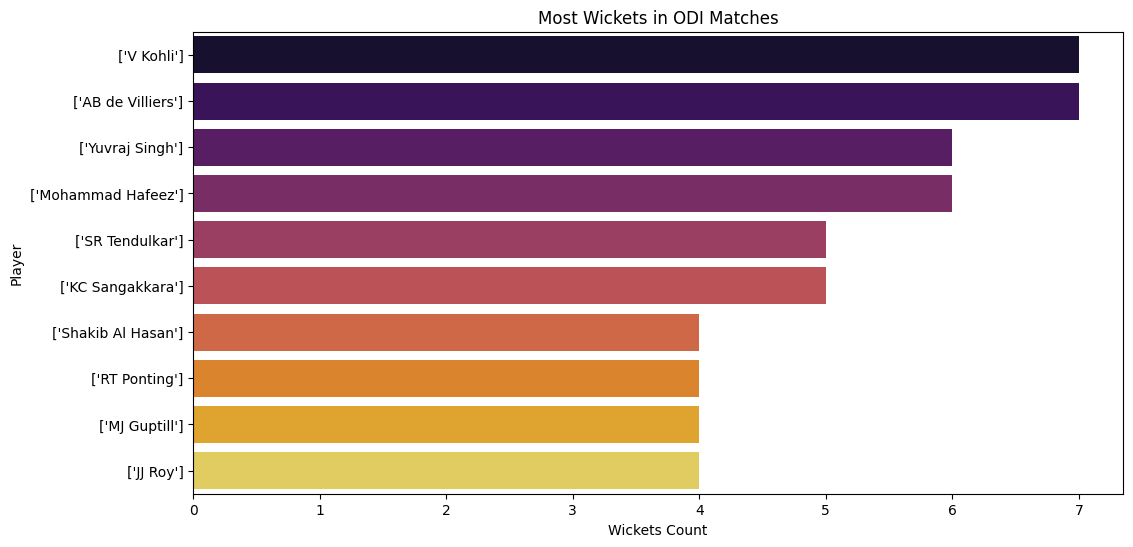 Most Wickets in ODI Matches
Player
['V Kohli']
['AB de Villiers']
['Yuvraj Singh']
['Mohammad Hafeez']
['SR Tendulkar']
['KC Sangakkara']
['Shakib Al Hasan']
['RT Ponting']
['MJ Guptill']
['JJ Roy']
0 1 2 3 4 5 6 7
Wickets Count